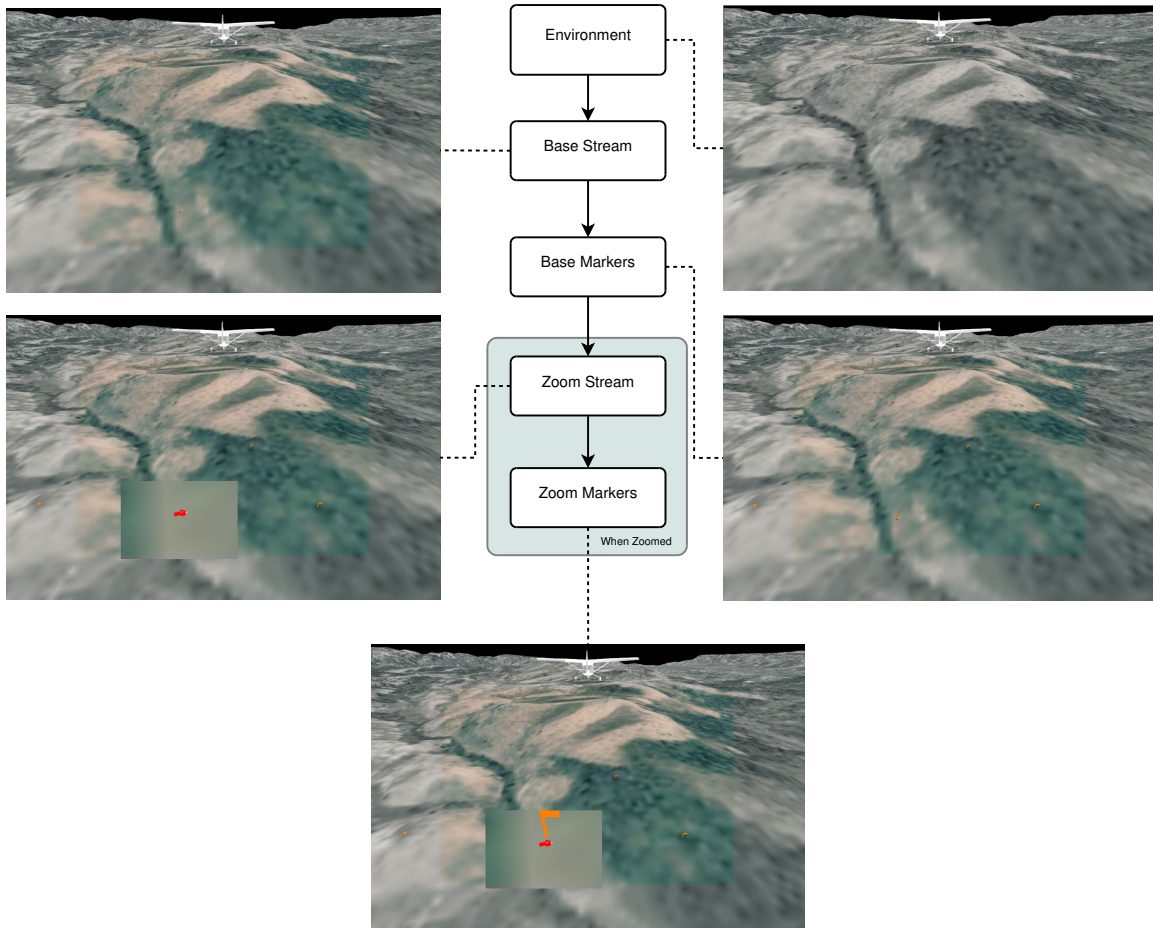 Environment
Base Stream
Base Markers
Zoom Stream
Zoom Markers
When Zoomed